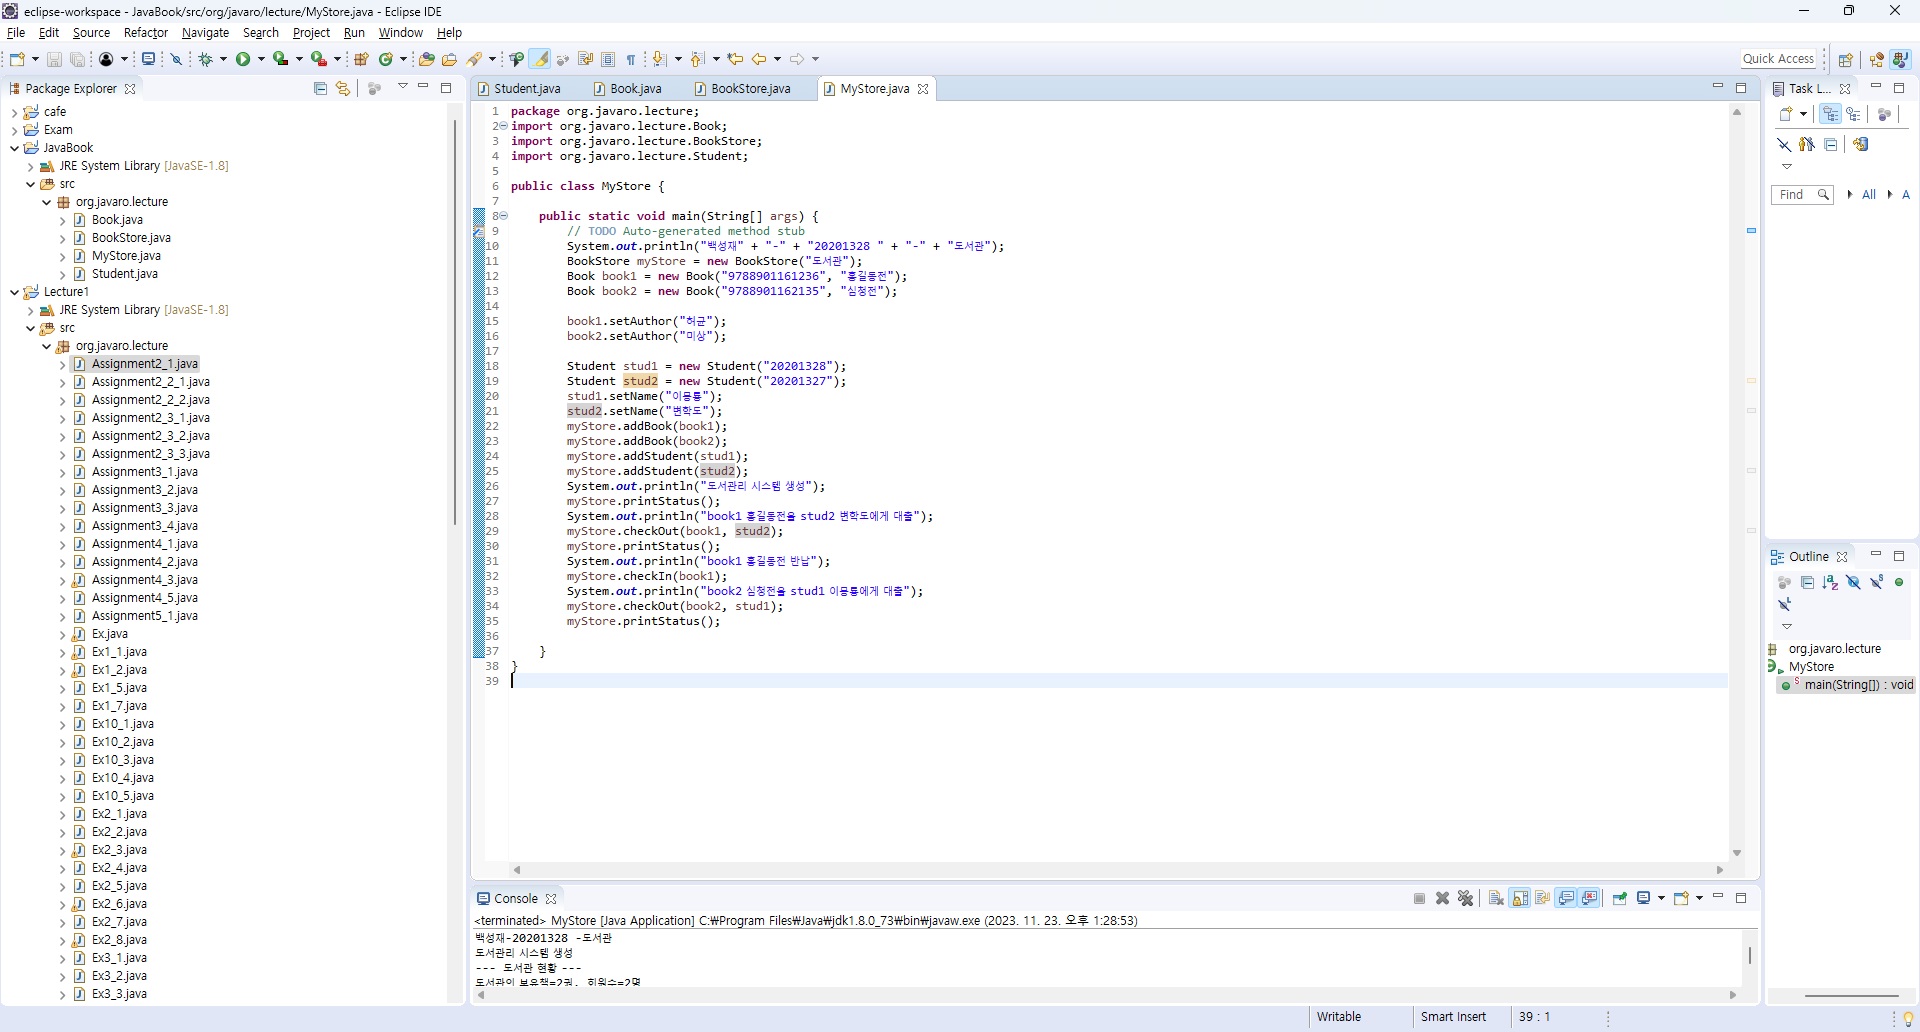 eclipse-workspace - JavaBook/src/org/javaro/lecture/MyStore.java - Eclipse IDE
File Edit Source Refactor Navigate Search Project Run Window Help
Quick Access
Package Explorer
cafe
Exam
JavaBook
JRE System Library [JavaSE-1.8]
src
org.javaro.lecture
Book.java
BookStore.java
MyStore.java
Student.java
Lecture1
JRE System Library [JavaSE-1.8]
src
org.javaro.lecture
Assignment2_1.java
Assignment2_2_1.java
Assignment2_2_2.java
Assignment2_3_1.java
Assignment2_3_2.java
Assignment2_3_3.java
Assignment3_1.java
Assignment3_2.java
Assignment3_3.java
Assignment3_4.java
Assignment4_1.java
Assignment4_2.java
Assignment4_3.java
Assignment4_5.java
Assignment5_1.java
Ex.java
Ex1_1.java
Ex1_2.java
Ex1_5.java
Ex1_7.java
Ex10_1.java
Ex10_2.java
Ex10_3.java
Ex10_4.java
Ex10_5.java
Ex2_1.java
Ex2_2.java
Ex2_3.java
Ex2_4.java
Ex2_5.java
Ex2_6.java
Ex2_7.java
Ex2_8.java
Ex3_1.java
Ex3_2.java
Ex3_3.java
Student.java Book.java BookStore.java MyStore.java
1 package org.javaro.lecture;
2 import org.javaro.lecture.Book;
3 import org.javaro.lecture.BookStore;
4 import org.javaro.lecture.Student;
5
6 public class MyStore {
7
8 public static void main(String[] args) {
9 // TODO Auto-generated method stub
10 System.out.println("백성재" + "-" + "20201328 " + "-" + "도서관");
11 BookStore myStore = new BookStore("도서관");
12 Book book1 = new Book("9788901161236", "홍길동전");
13 Book book2 = new Book("9788901162135", "심청전");
14
15 book1.setAuthor("허균");
16 book2.setAuthor("미상");
17
18 Student stud1 = new Student("20201328");
19 Student stud2 = new Student("20201327");
20 stud1.setName("이몽룡");
21 stud2.setName("변학도");
22 myStore.addBook(book1);
23 myStore.addBook(book2);
24 myStore.addStudent(stud1);
25 myStore.addStudent(stud2);
26 System.out.println("도서관리 시스템 생성");
27 myStore.printStatus();
28 System.out.println("book1 홍길동전을 stud2 변학도에게 대출");
29 myStore.checkOut(book1, stud2);
30 myStore.printStatus();
31 System.out.println("book1 홍길동전 반납");
32 myStore.checkIn(book1);
33 System.out.println("book2 심청전을 stud1 이몽룡에게 대출");
34 myStore.checkOut(book2, stud1);
35 myStore.printStatus();
36
37 }
38 }
39
Console
<terminated> MyStore [Java Application] C:₩Program Files₩Java₩jdk1.8.0_73₩bin₩javaw.exe (2023. 11. 23. 오후 1:28:53)
백성재-20201328 -도서관
도서관리 시스템 생성
--- 도서관 현황 ---
도서관의 보유책=2권, 회원수=2명
Task L...
Find All A
Outline
org.javaro.lecture
MyStore
main(String[]) : void
Writable Smart Insert 39 : 1